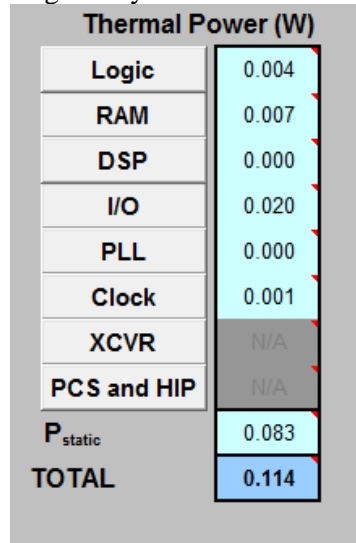 Thermal Power (W)
Logic 0.004
RAM 0.007
DSP 0.000
I/O 0.020
PLL 0.000
Clock 0.001
XCVR N/A
PCS and HIP N/A
Pstatic 0.083
TOTAL 0.114